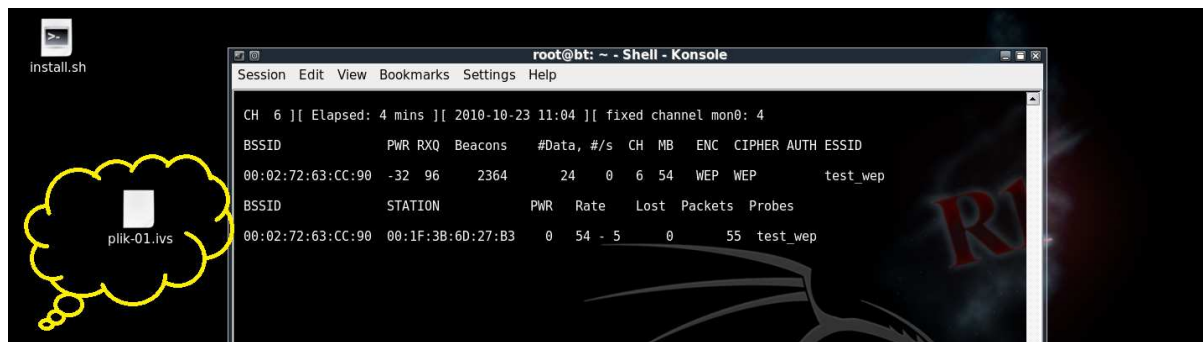 install.sh
root@bt: ~ - Shell - Konsole
Session Edit View Bookmarks Settings Help
CH 6 ][ Elapsed: 4 mins ][ 2010-10-23 11:04 ][ fixed channel mon0: 4
BSSID PWR RXQ Beacons #Data, #/s CH MB ENC CIPHER AUTH ESSID
00:02:72:63:CC:90 -32 96 2364 24 0 6 54 WEP WEP test_wep
BSSID STATION PWR Rate Lost Packets Probes
00:02:72:63:CC:90 00:1F:3B:6D:27:B3 0 54 - 5 0 55 test_wep
plik-01.ivs